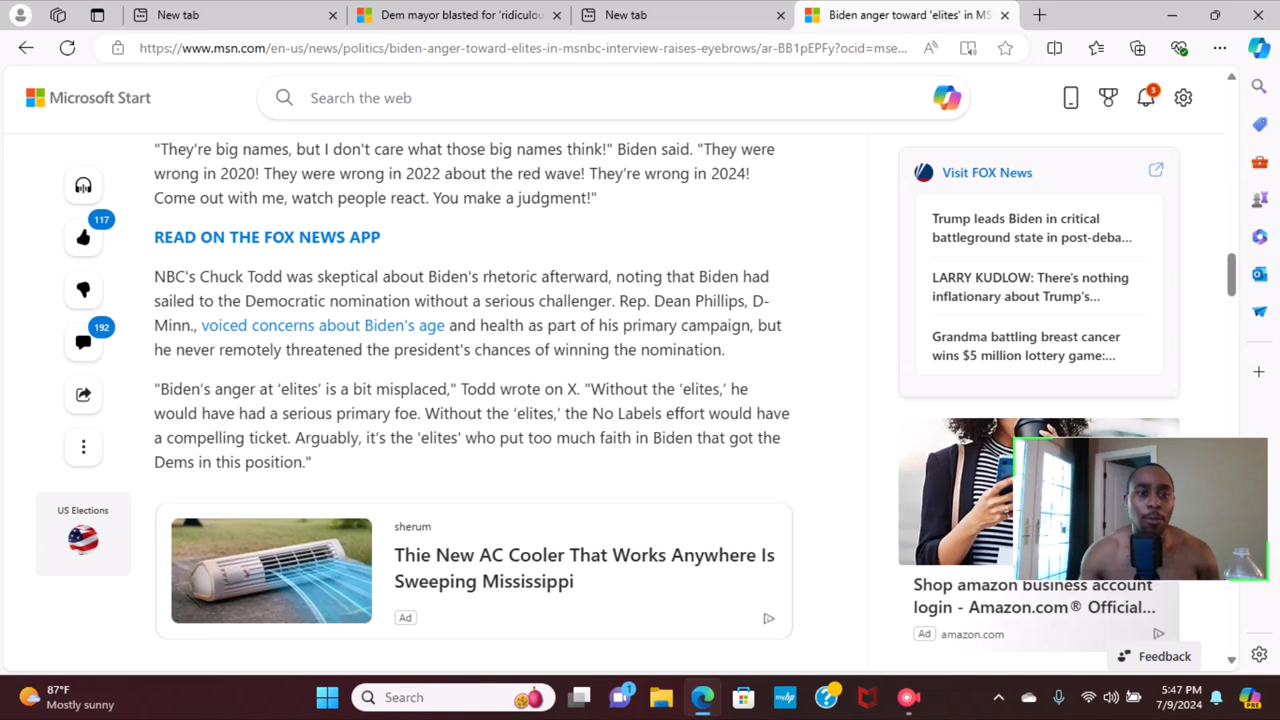 New tab
Dem mayor blasted for 'ridiculou
New tab
Biden anger toward 'elites' in MS
https://www.msn.com/en-us/news/politics/biden-anger-toward-elites-in-msnbc-interview-raises-eyebrows/ar-BB1pEPFy?ocid=mse...
Microsoft Start
Search the web
3
"They're big names, but I don't care what those big names think!" Biden said. "They were
wrong in 2020! They were wrong in 2022 about the red wave! They're wrong in 2024!
Come out with me, watch people react. You make a judgment!"
117
READ ON THE FOX NEWS APP
NBC's Chuck Todd was skeptical about Biden's rhetoric afterward, noting that Biden had
sailed to the Democratic nomination without a serious challenger. Rep. Dean Phillips, D-
Minn., voiced concerns about Biden's age and health as part of his primary campaign, but
he never remotely threatened the president's chances of winning the nomination.
192
"Biden’s anger at ‘elites’ is a bit misplaced," Todd wrote on X. "Without the ‘elites,’ he
would have had a serious primary foe. Without the ‘elites,’ the No Labels effort would have
a compelling ticket. Arguably, it’s the ‘elites’ who put too much faith in Biden that got the
Dems in this position."
US Elections
sherum
Thie New AC Cooler That Works Anywhere Is
Sweeping Mississippi
Ad
Visit FOX News
Trump leads Biden in critical
battleground state in post-deba...
LARRY KUDLOW: There's nothing
inflationary about Trump's...
Grandma battling breast cancer
wins $5 million lottery game:...
Shop amazon business account
login - Amazon.com® Official...
Ad amazon.com
Feedback
87°F
Mostly sunny
Search
1
5:47 PM
7/9/2024
PRE